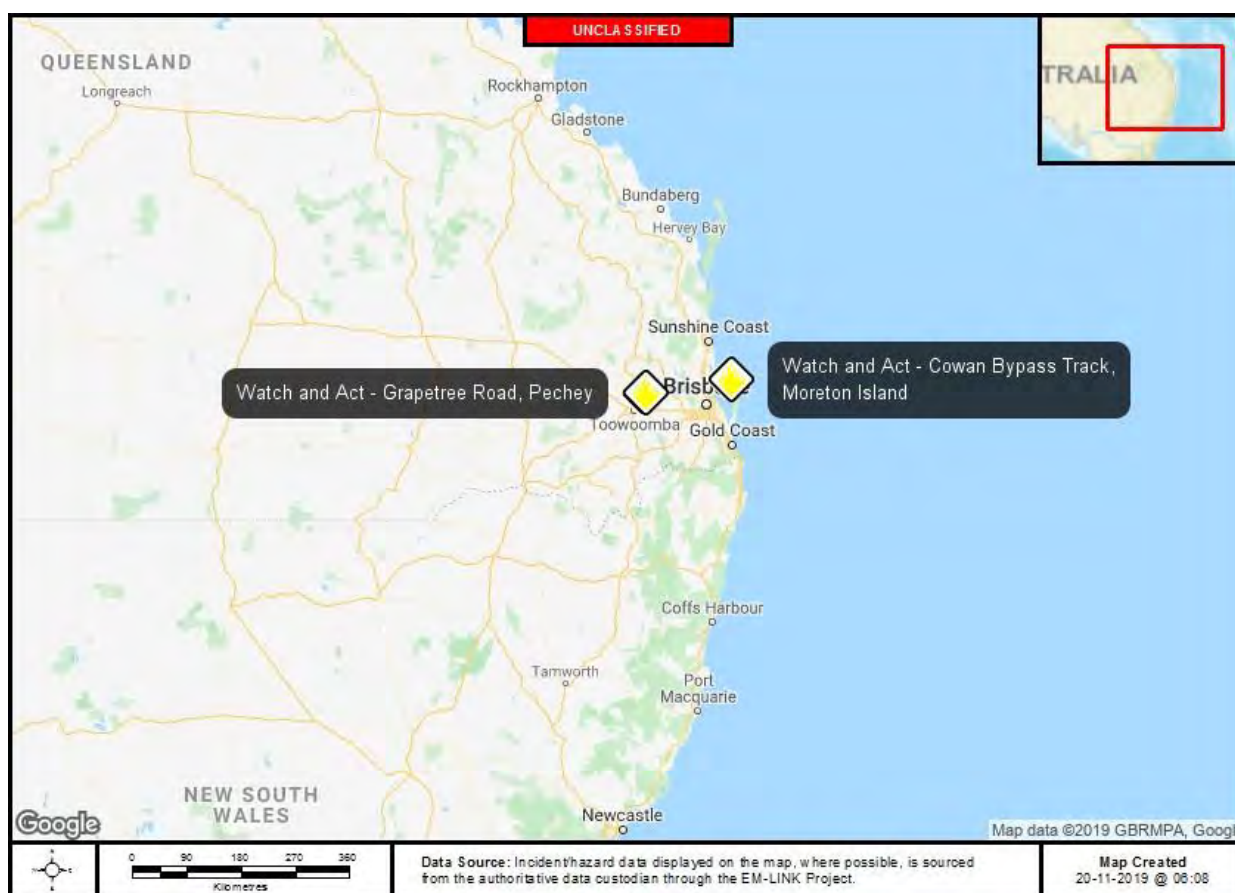 UNCLASSIFIED
QUEENSLAND
Longreach
Rockhampton
Gladstone
TRALIA
Bundaberg
Hervey Bay
Sunshine Coast
Watch and Act - Grapetree Road, Pechey
Watch and Act - Cowan Bypass Track,
Moreton Island
Toowoomba
Gold Coast
Coffs Harbour
Tamworth
Port
Macquarie
NEW SOUTH
WALES
Newcastle
Google
Map data ©2019 GBRMPA, Googl
N
0 90 180 270 360
Kilometres
Data Source: Incident/hazard data displayed on the map, where possible, is sourced
from the authoritative data custodian through the EM-LINK Project.
Map Created
20-11-2019 @ 06:08